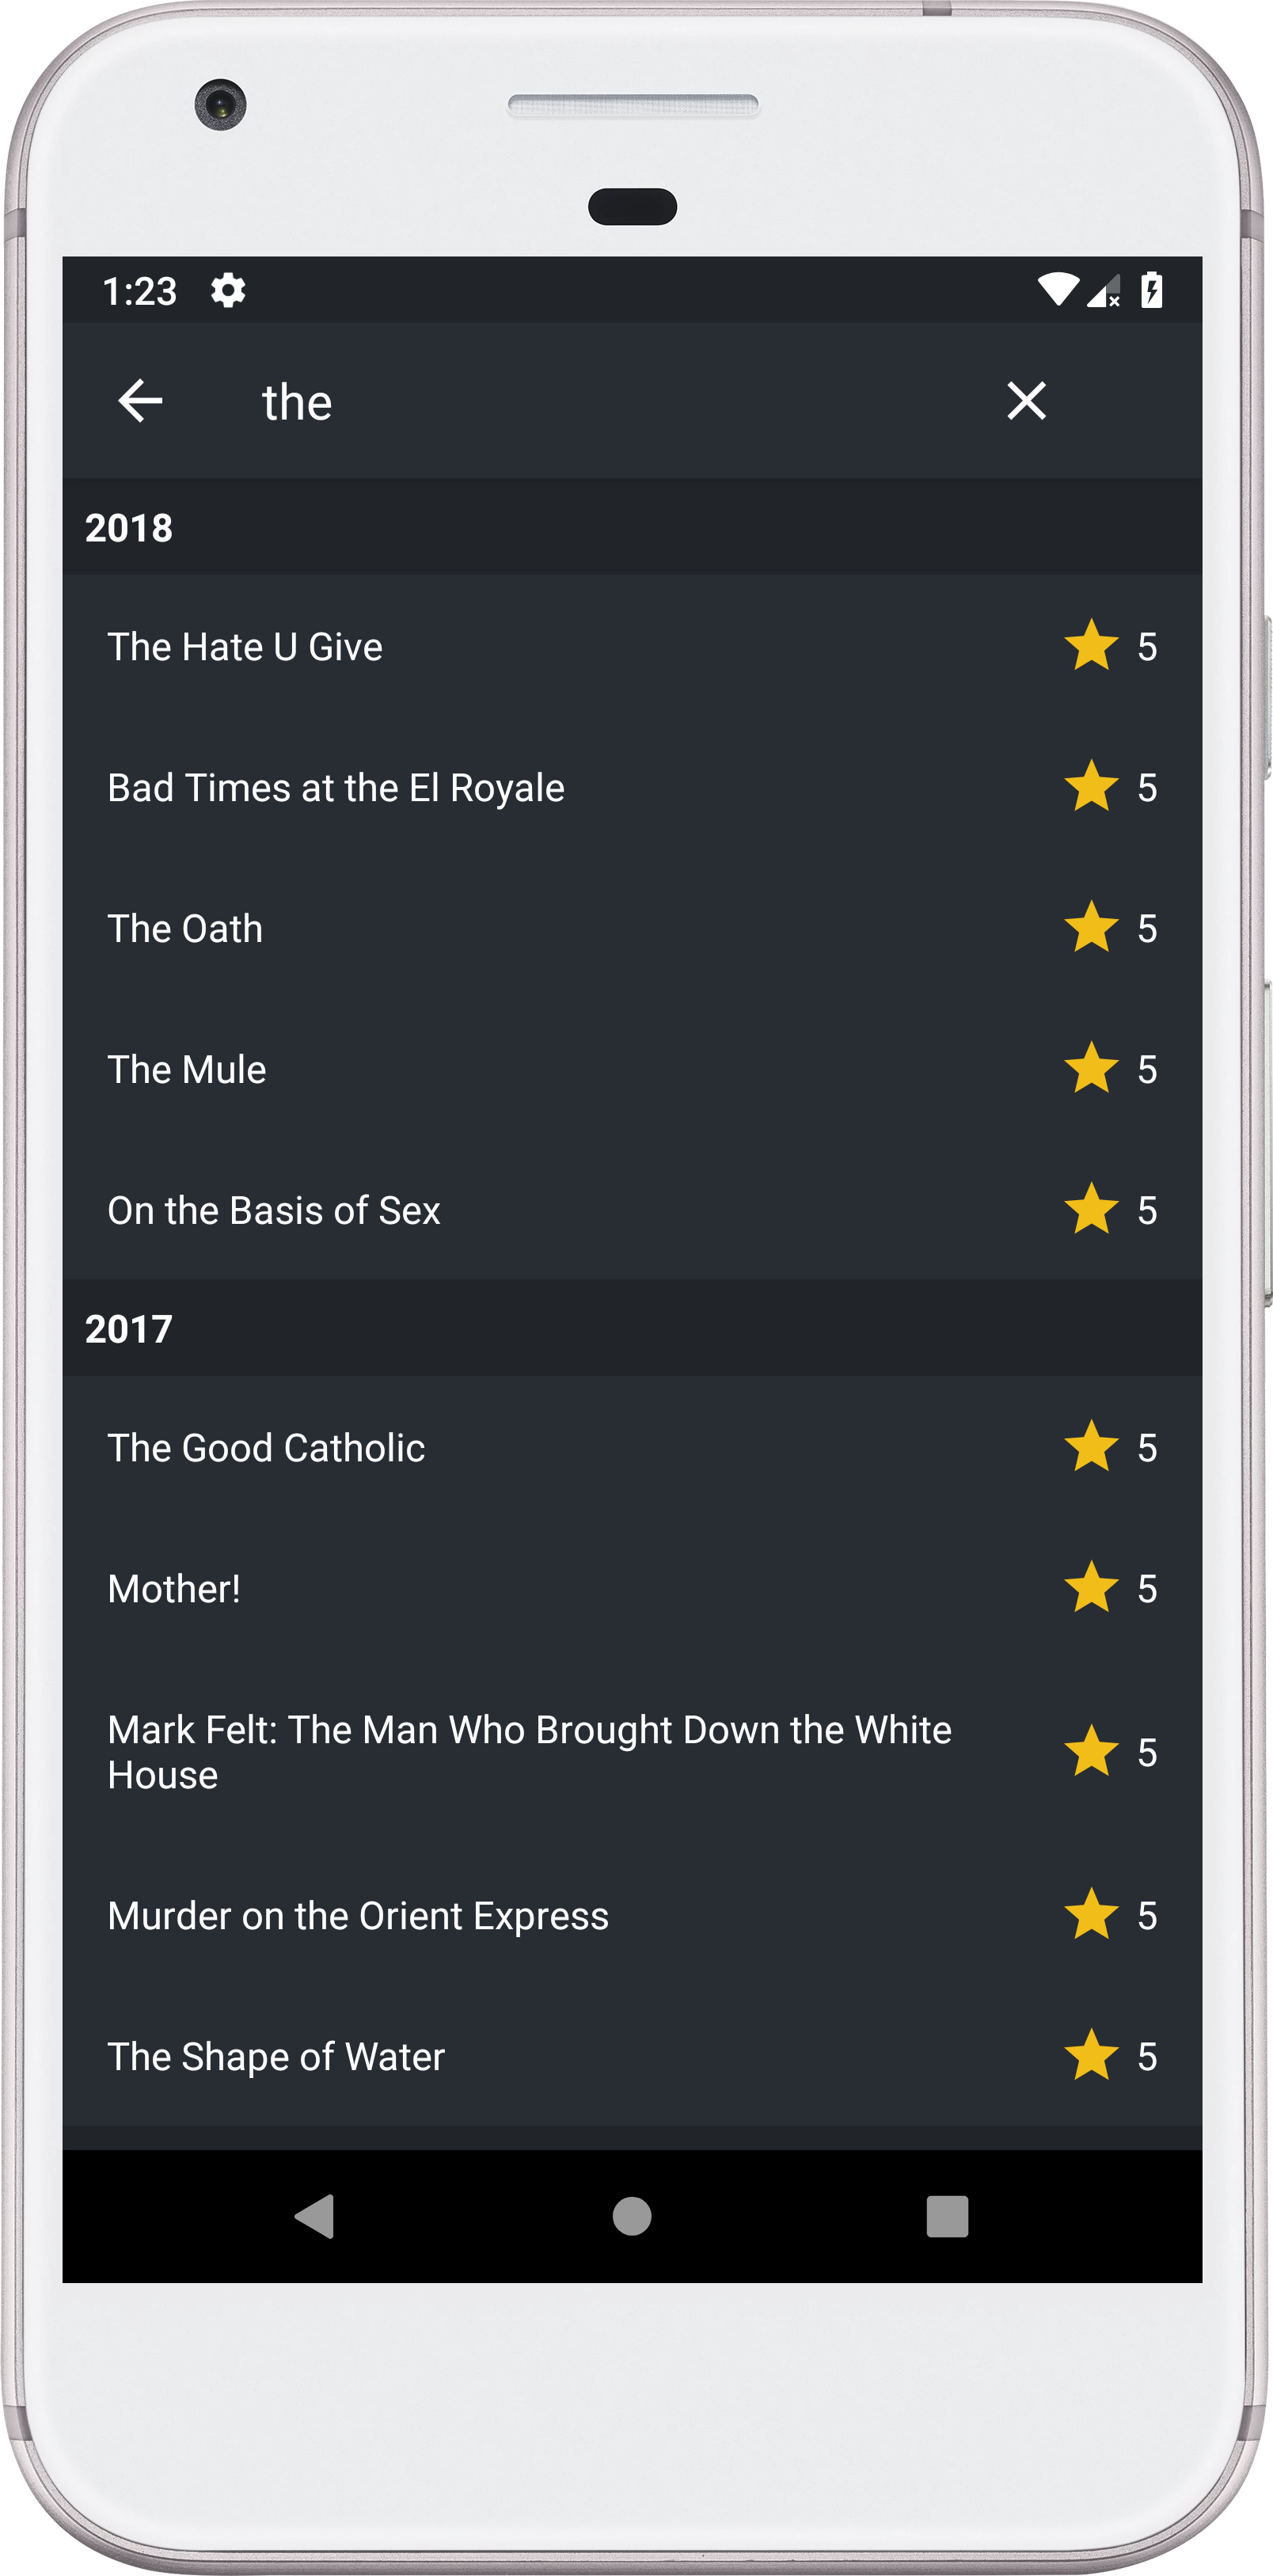 1:23
the
2018
The Hate U Give 5
Bad Times at the El Royale 5
The Oath 5
The Mule 5
On the Basis of Sex 5
2017
The Good Catholic 5
Mother! 5
Mark Felt: The Man Who Brought Down the White
House 5
Murder on the Orient Express 5
The Shape of Water 5